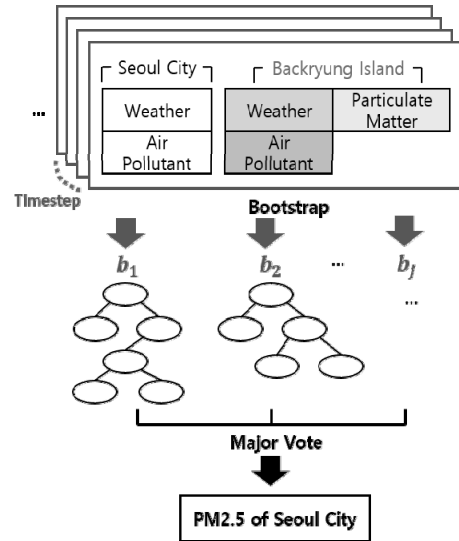 Seoul City
Backryung Island
Weather
Weather
Particulate
Matter
Air
Pollutant
Air
Pollutant
...
Timestep
Bootstrap
b1
b2
...
bj
...
Major Vote
PM2.5 of Seoul City